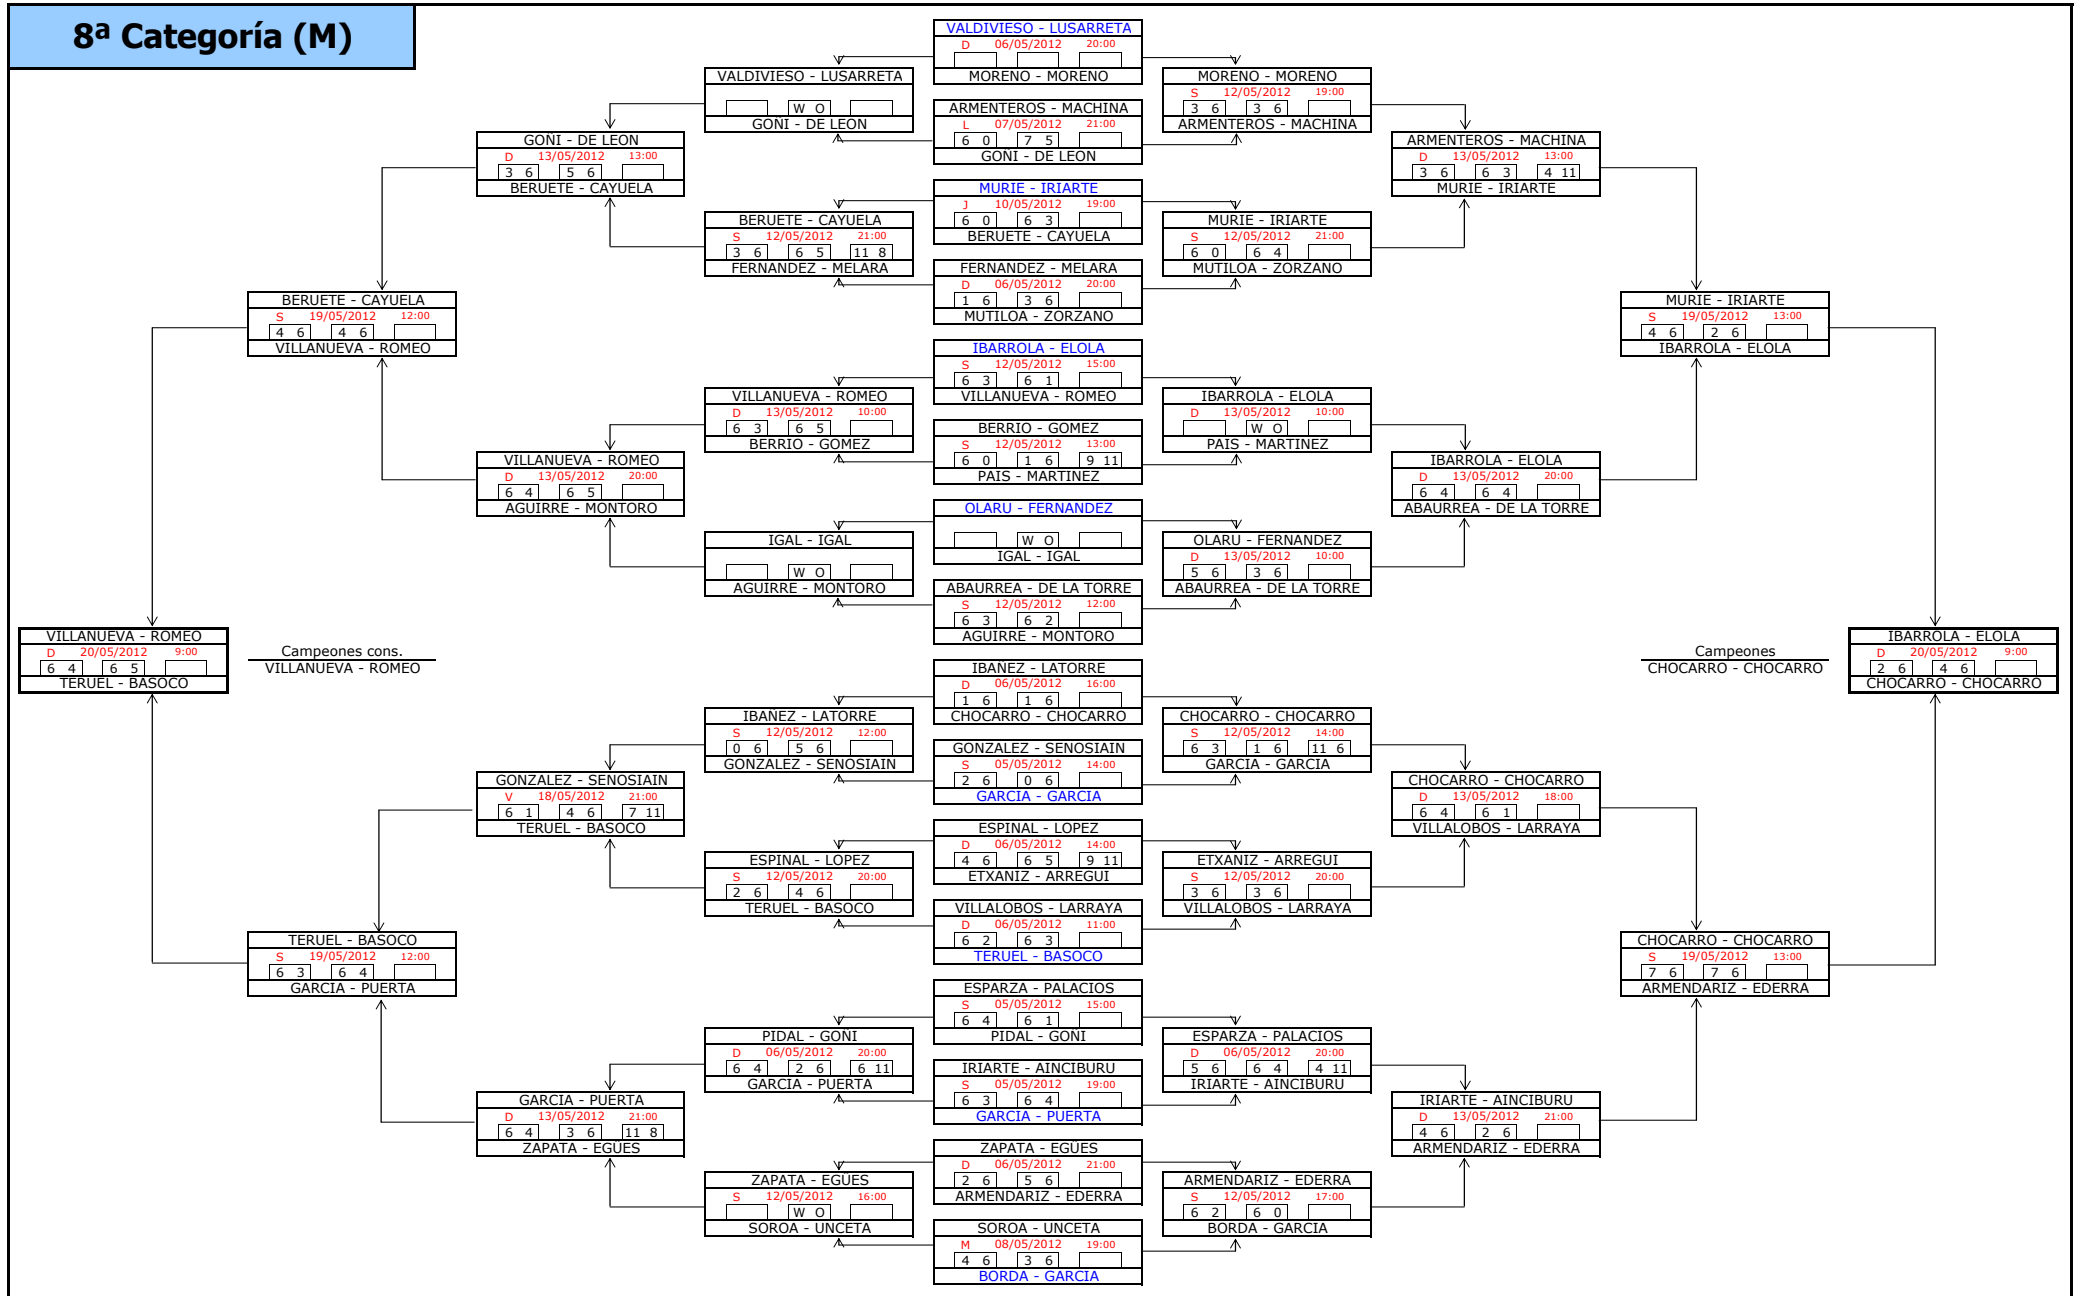 8ª Categoría (M)
VALDIVIESO - LUSARRETA
D 06/05/2012 20:00
MORENO - MORENO
ARMENTEROS - MACHINA
L 07/05/2012 21:00
6 0 7 5
GOÑI - DE LEON
MURIE - IRIARTE
J 10/05/2012 19:00
6 0 6 3
BERUETE - CAYUELA
FERNANDEZ - MELARA
D 06/05/2012 20:00
1 6 3 6
MUTILOA - ZORZANO
IBARROLA - ELOLA
S 12/05/2012 15:00
6 3 6 1
VILLANUEVA - ROMEO
BERRIO - GOMEZ
S 12/05/2012 13:00
6 0 1 6 9 11
PAIS - MARTINEZ
OLARU - FERNANDEZ
W O
IGAL - IGAL
ABAURREA - DE LA TORRE
S 12/05/2012 12:00
6 3 6 2
AGUIRRE - MONTORO
IBAÑEZ - LATORRE
D 06/05/2012 16:00
1 6 1 6
CHOCARRO - CHOCARRO
GONZALEZ - SENOSIAIN
S 05/05/2012 14:00
2 6 0 6
GARCIA - GARCIA
ESPINAL - LOPEZ
D 06/05/2012 14:00
4 6 6 5 9 11
ETXANIZ - ARREGUI
VILLALOBOS - LARRAYA
D 06/05/2012 11:00
6 2 6 3
TERUEL - BASOCO
ESPARZA - PALACIOS
S 05/05/2012 15:00
6 4 6 1
PIDAL - GOÑI
IRIARTE - AINCIBURU
S 05/05/2012 19:00
6 3 6 4
GARCIA - PUERTA
ZAPATA - EGÜES
D 06/05/2012 21:00
2 6 5 6
ARMENDARIZ - EDERRA
SOROA - UNCETA
M 08/05/2012 19:00
4 6 3 6
BORDA - GARCIA
VALDIVIESO - LUSARRETA
W O
GOÑI - DE LEON
BERUETE - CAYUELA
S 12/05/2012 21:00
3 6 6 5 11 8
FERNANDEZ - MELARA
VILLANUEVA - ROMEO
D 13/05/2012 10:00
6 3 6 5
BERRIO - GOMEZ
IGAL - IGAL
W O
AGUIRRE - MONTORO
IBAÑEZ - LATORRE
S 12/05/2012 12:00
0 6 5 6
GONZALEZ - SENOSIAIN
ESPINAL - LOPEZ
S 12/05/2012 20:00
2 6 4 6
TERUEL - BASOCO
PIDAL - GOÑI
D 06/05/2012 20:00
6 4 2 6 6 11
GARCIA - PUERTA
ZAPATA - EGÜES
S 12/05/2012 16:00
W O
SOROA - UNCETA
GOÑI - DE LEON
D 13/05/2012 13:00
3 6 5 6
BERUETE - CAYUELA
VILLANUEVA - ROMEO
D 13/05/2012 20:00
6 4 6 5
AGUIRRE - MONTORO
GONZALEZ - SENOSIAIN
V 18/05/2012 21:00
6 1 4 6 7 11
TERUEL - BASOCO
GARCIA - PUERTA
D 13/05/2012 21:00
6 4 3 6 11 8
ZAPATA - EGÜES
BERUETE - CAYUELA
S 19/05/2012 12:00
4 6 4 6
VILLANUEVA - ROMEO
TERUEL - BASOCO
S 19/05/2012 12:00
6 3 6 4
GARCIA - PUERTA
VILLANUEVA - ROMEO
D 20/05/2012 9:00
6 4 6 5
TERUEL - BASOCO
Campeones cons.
VILLANUEVA - ROMEO
MORENO - MORENO
S 12/05/2012 19:00
3 6 3 6
ARMENTEROS - MACHINA
MURIE - IRIARTE
S 12/05/2012 21:00
6 0 6 4
MUTILOA - ZORZANO
IBARROLA - ELOLA
D 13/05/2012 10:00
W O
PAIS - MARTINEZ
OLARU - FERNANDEZ
D 13/05/2012 10:00
5 6 3 6
ABAURREA - DE LA TORRE
CHOCARRO - CHOCARRO
S 12/05/2012 14:00
6 3 1 6 11 6
GARCIA - GARCIA
ETXANIZ - ARREGUI
S 12/05/2012 20:00
3 6 3 6
VILLALOBOS - LARRAYA
ESPARZA - PALACIOS
D 06/05/2012 20:00
5 6 6 4 4 11
IRIARTE - AINCIBURU
ARMENDARIZ - EDERRA
S 12/05/2012 17:00
6 2 6 0
BORDA - GARCIA
ARMENTEROS - MACHINA
D 13/05/2012 13:00
3 6 6 3 4 11
MURIE - IRIARTE
IBARROLA - ELOLA
D 13/05/2012 20:00
6 4 6 4
ABAURREA - DE LA TORRE
CHOCARRO - CHOCARRO
D 13/05/2012 18:00
6 4 6 1
VILLALOBOS - LARRAYA
IRIARTE - AINCIBURU
D 13/05/2012 21:00
4 6 2 6
ARMENDARIZ - EDERRA
MURIE - IRIARTE
S 19/05/2012 13:00
4 6 2 6
IBARROLA - ELOLA
CHOCARRO - CHOCARRO
S 19/05/2012 13:00
7 6 7 6
ARMENDARIZ - EDERRA
Campeones
CHOCARRO - CHOCARRO
IBARROLA - ELOLA
D 20/05/2012 9:00
2 6 4 6
CHOCARRO - CHOCARRO